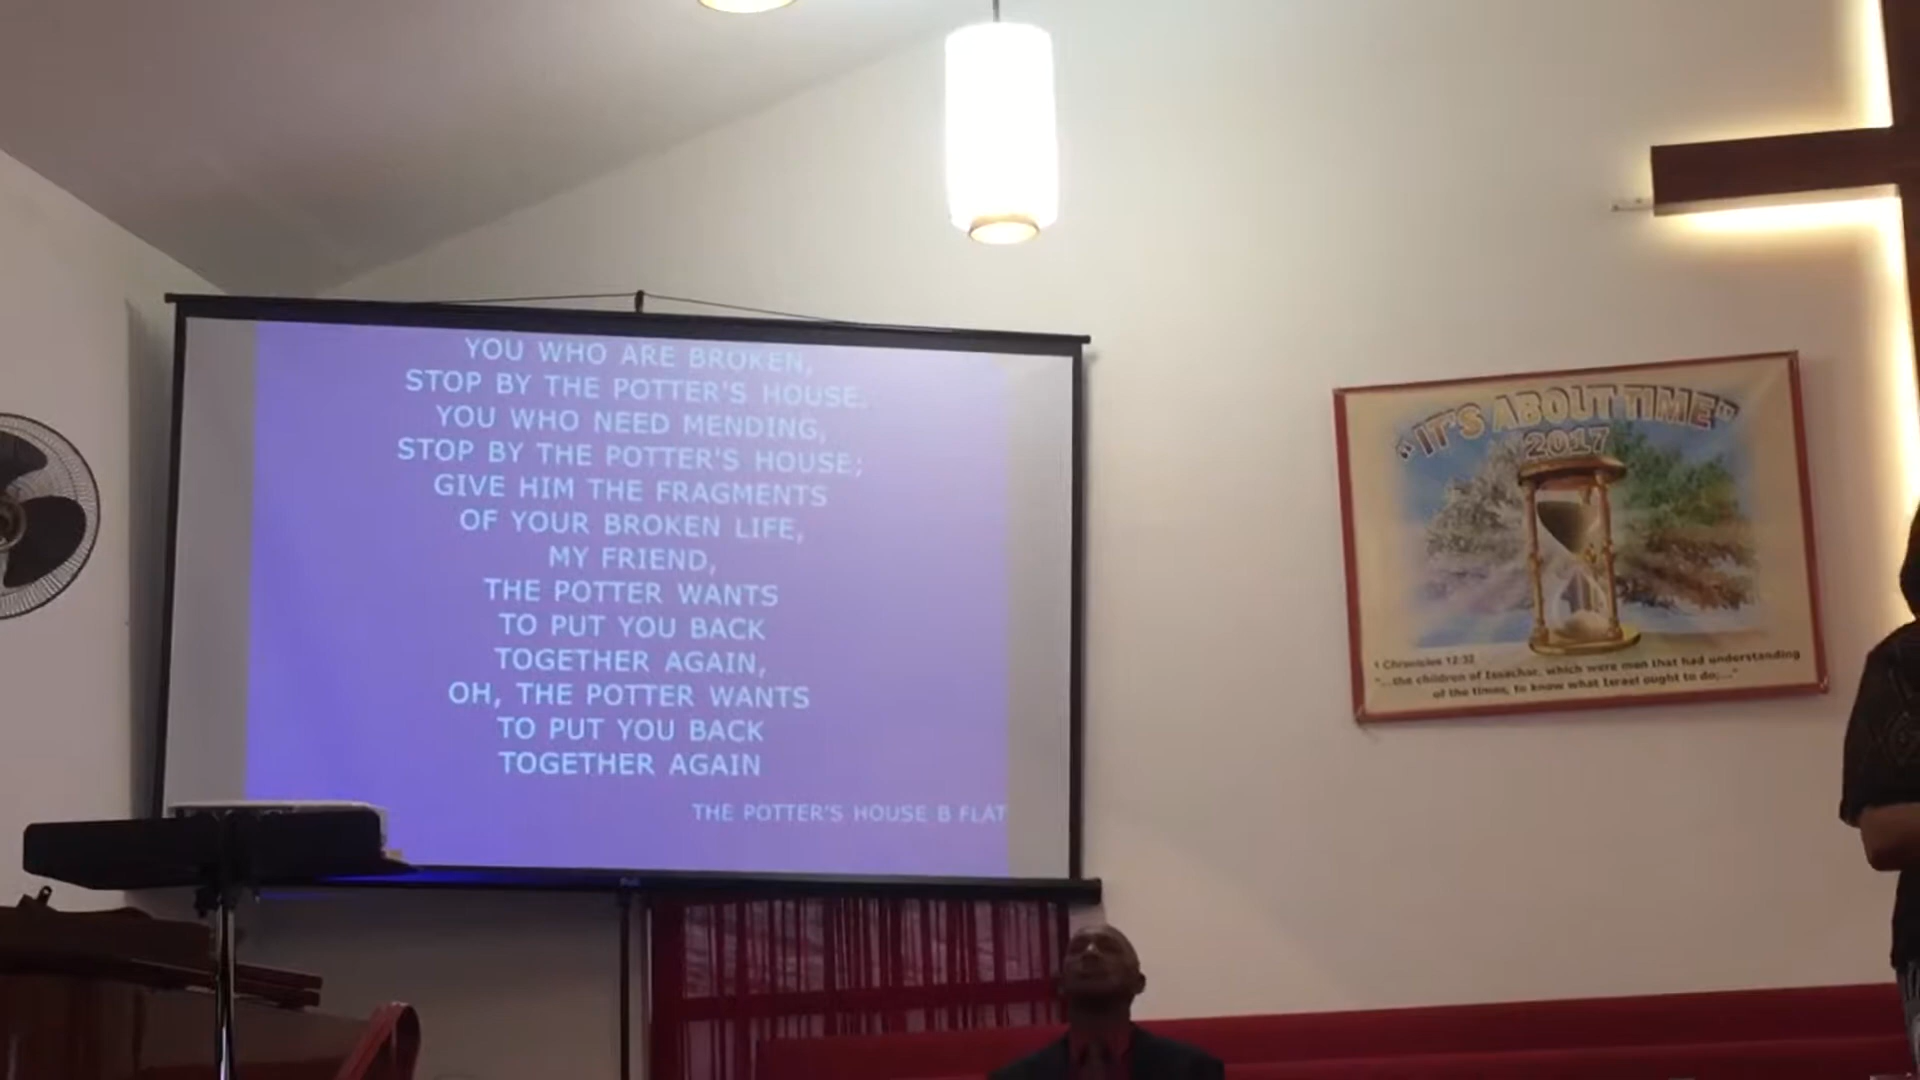 YOU WHO ARE BROKEN,
STOP BY THE POTTER'S HOUSE.
YOU WHO NEED MENDING,
STOP BY THE POTTER'S HOUSE;
GIVE HIM THE FRAGMENTS
OF YOUR BROKEN LIFE,
MY FRIEND,
THE POTTER WANTS
TO PUT YOU BACK
TOGETHER AGAIN,
OH, THE POTTER WANTS
TO PUT YOU BACK
TOGETHER AGAIN
THE POTTER'S HOUSE B FLAT
"IT'S ABOUT TIME"
2017
1 Chronicles 12:32
"...the children of Issachar, which were men that had understanding
of the times, to know what Israel ought to do;..."